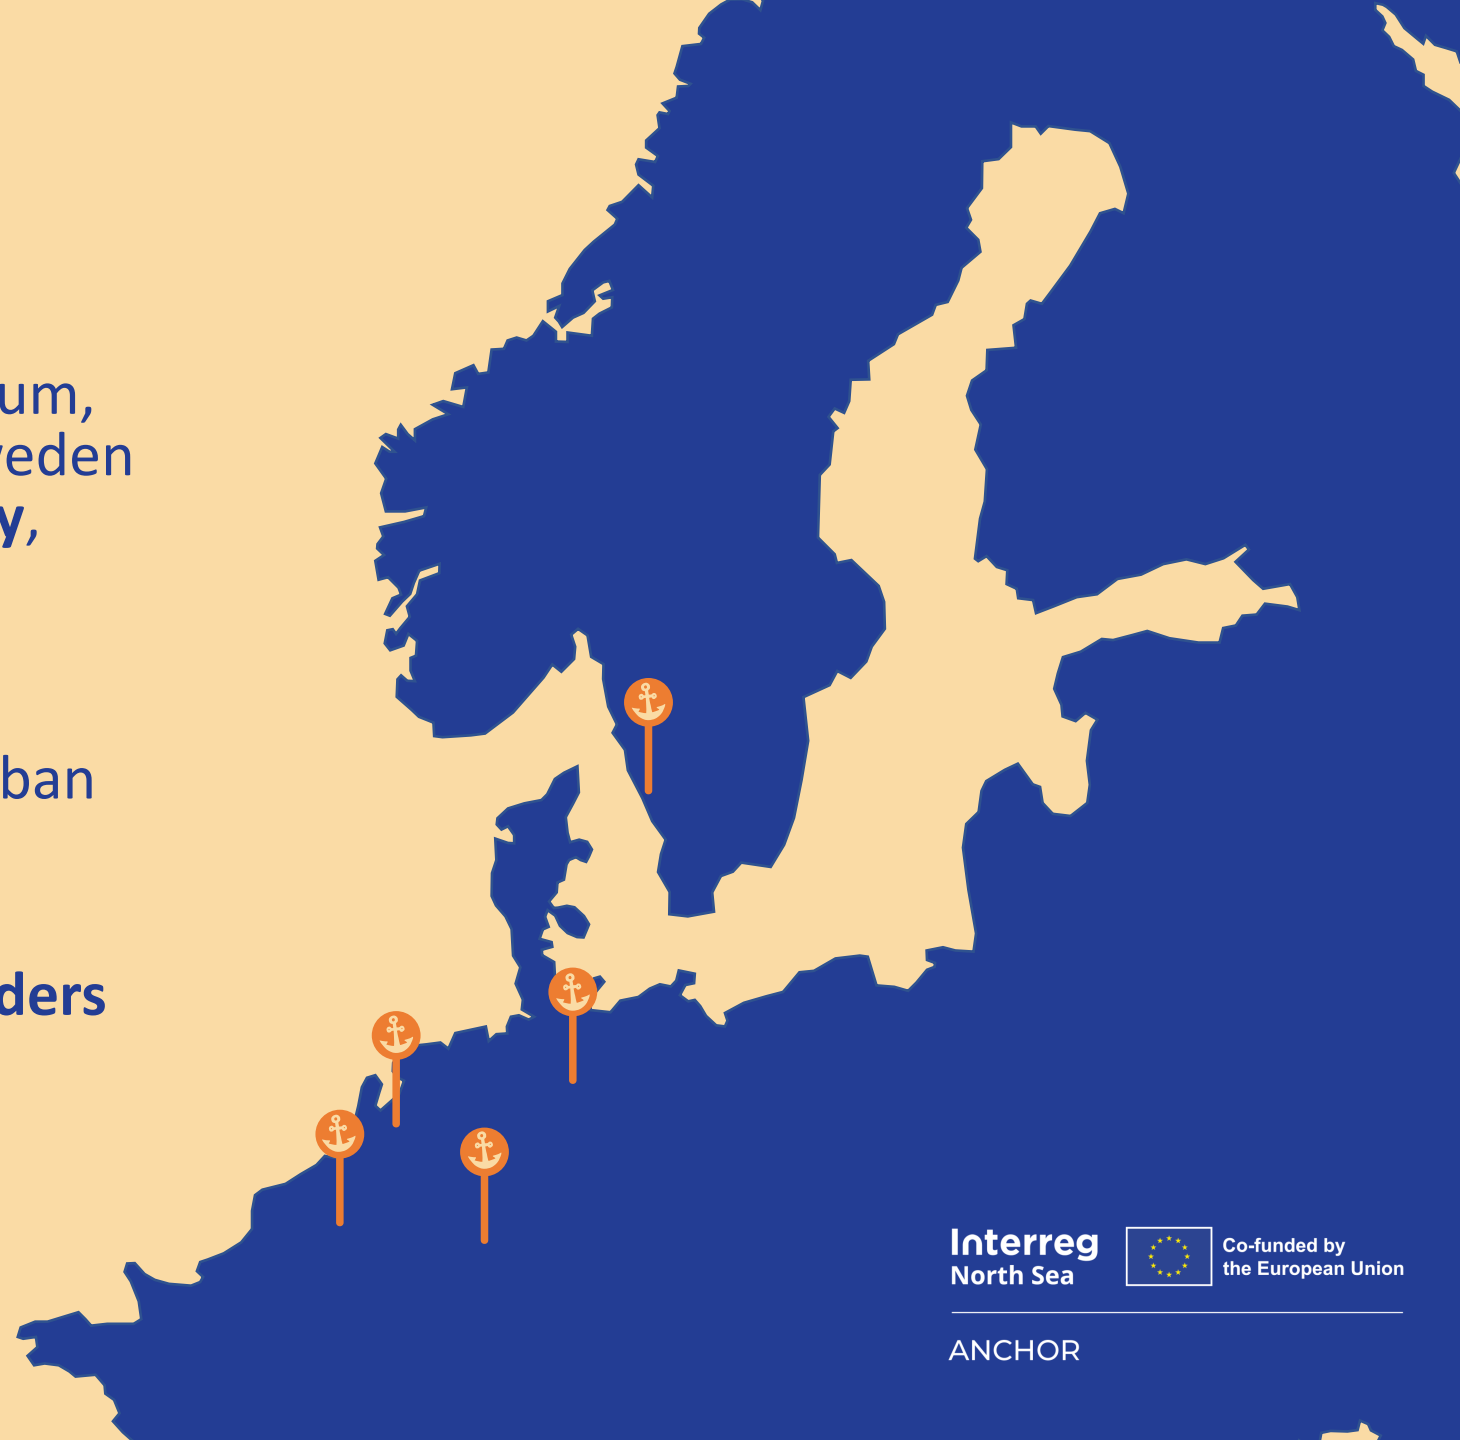 um,
eden
y,
ban
ders
Interreg
North Sea
Co-funded by
the European Union
ANCHOR